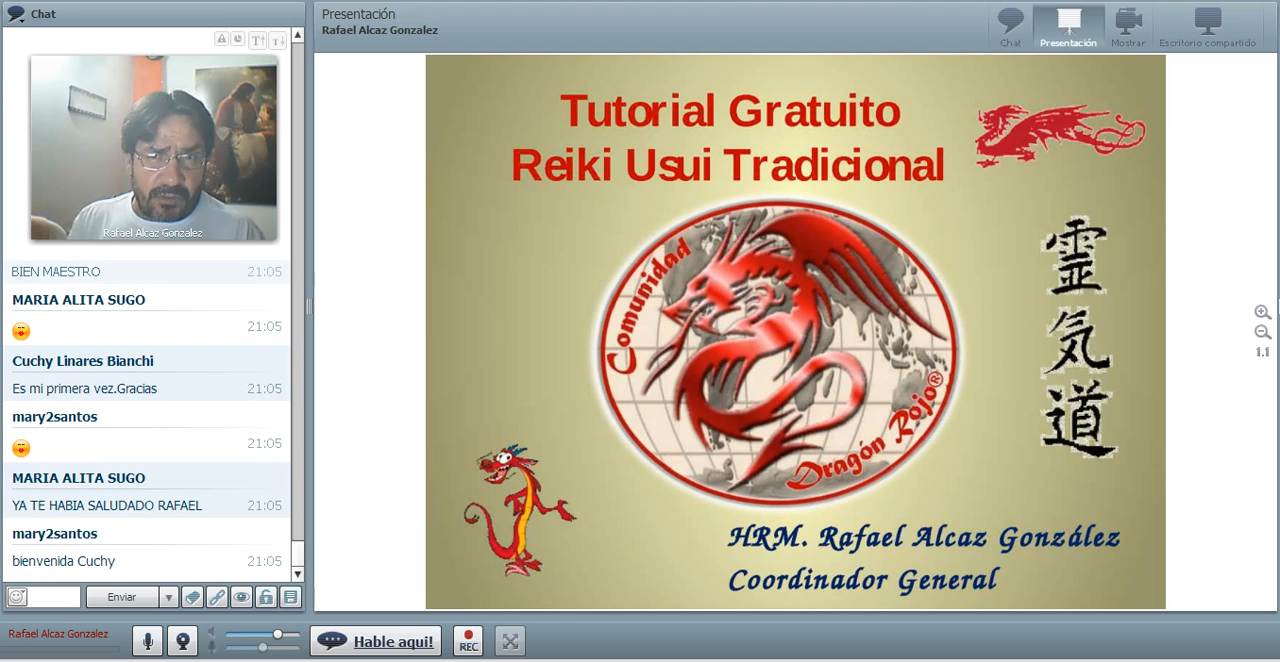 Chat
Rafael Alcaz Gonzalez
BIEN MAESTRO 21:05
MARIA ALITA SUGO
21:05
Cuchy Linares Bianchi
Es mi primera vez.Gracias 21:05
mary2santos
21:05
MARIA ALITA SUGO
YA TE HABIA SALUDADO RAFAEL 21:05
mary2santos
bienvenida Cuchy 21:05
Enviar
Presentación
Rafael Alcaz Gonzalez
Chat
Presentación
Mostrar
Escritorio compartido
Tutorial Gratuito
Reiki Usui Tradicional
Comunidad
Dragón Rojo®
靈
気
道
HRM. Rafael Alcaz González
Coordinador General
1.1
Rafael Alcaz Gonzalez
Hable aqui!
REC